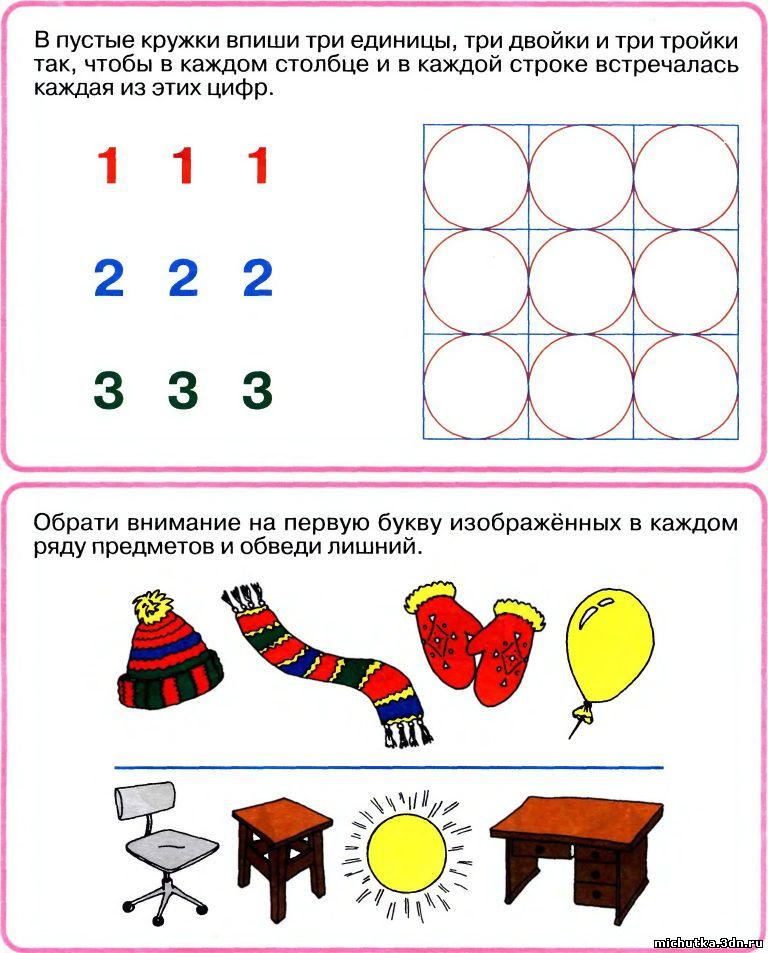 В пустые кружки впиши три единицы, три двойки и три тройки
так, чтобы в каждом столбце и в каждой строке встречалась
каждая из этих цифр.
1 1 1
2 2 2
3 3 3
Обрати внимание на первую букву изображённых в каждом
ряду предметов и обведи лишний.
michutka.3dn.ru